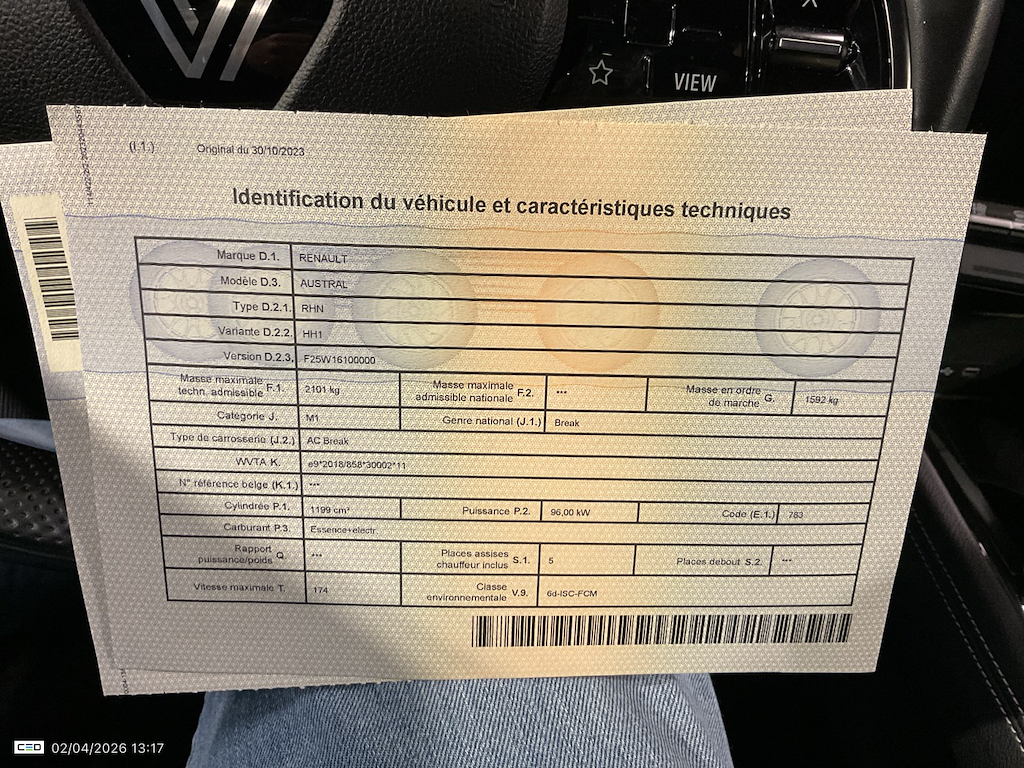 VIEW
(I.1.) Original du 30/10/2023
Identification du véhicule et caractéristiques techniques
Marque D.1. RENAULT
Modèle D.3. AUSTRAL
Type D.2.1. RHN
Variante D.2.2. HH1
Version D.2.3. F25W16100000
Masse maximale techn. admissible F.1. 2101 kg Masse maximale admissible nationale F.2. *** Masse en ordre de marche G. 1592 kg
Catégorie J. M1 Genre national (J.1.) Break
Type de carrosserie (J.2.) AC Break
WVTA K. e9*2018/858*30002*11
N° référence belge (K.1.) ***
Cylindrée P.1. 1199 cm³ Puissance P.2. 96,00 kW Code (E.1.) 783
Carburant P.3. Essence+électr.
Rapport puissance/poids Q. *** Places assises chauffeur inclus S.1. 5 Places debout S.2. ***
Vitesse maximale T. 174 Classe environnementale V.9. 6d-ISC-FCM
02/04/2026 13:17